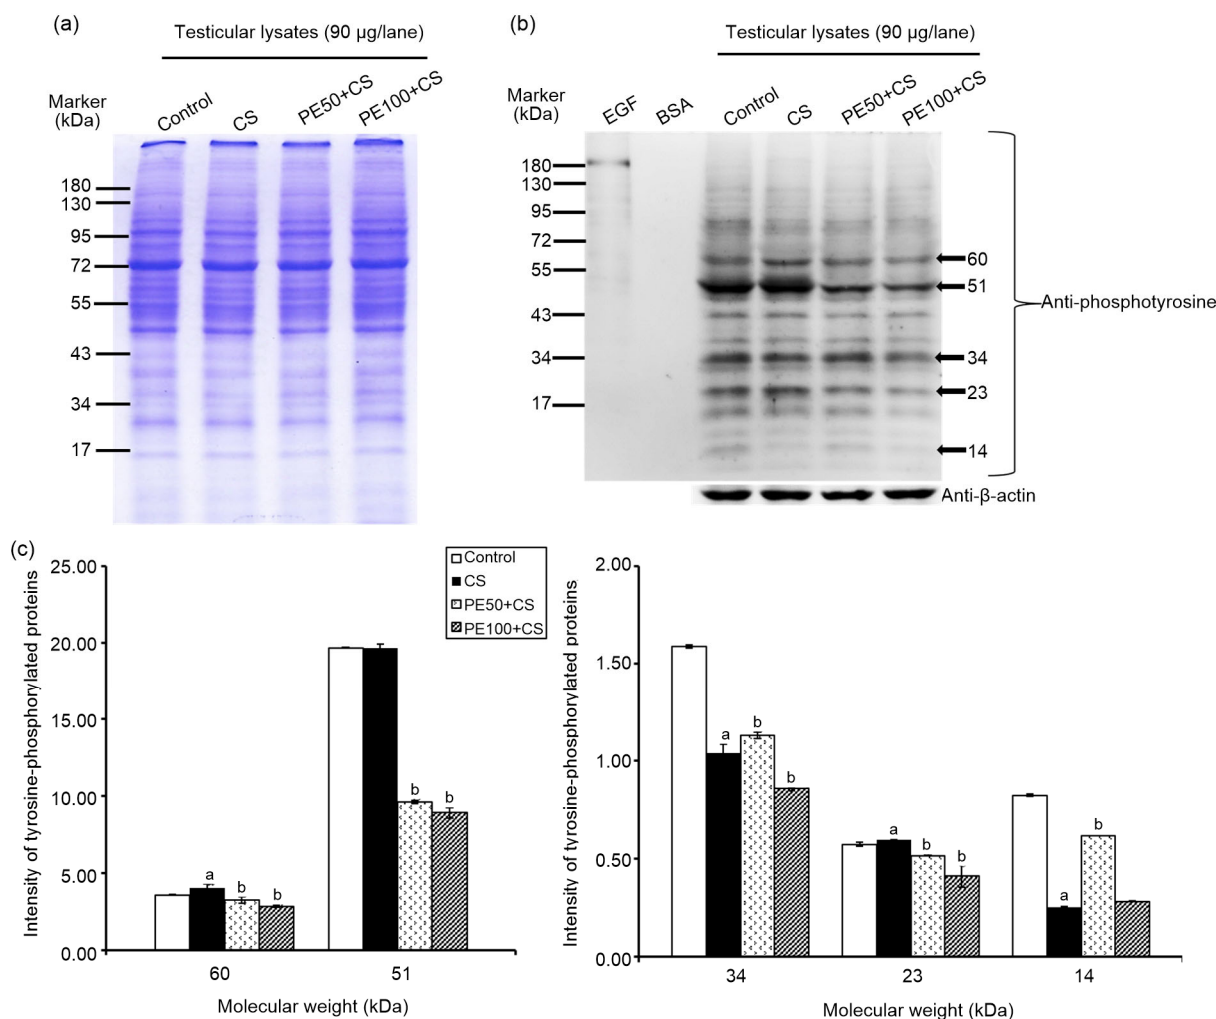 (a)
Testicular lysates (90 μg/lane)
Marker
(kDa)
Control
CS
PE50+CS
PE100+CS
180
130
95
72
55
43
34
17
(b)
Testicular lysates (90 μg/lane)
Marker
(kDa)
EGF
BSA
Control
CS
PE50+CS
PE100+CS
180
130
95
72
55
43
34
17
60
51
34
23
14
Anti-phosphotyrosine
Anti-β-actin
(c)
Intensity of tyrosine-phosphorylated proteins
25.00
20.00
15.00
10.00
5.00
0.00
Control
CS
PE50+CS
PE100+CS
a
b
b
b
b
60
51
Molecular weight (kDa)
Intensity of tyrosine-phosphorylated proteins
2.00
1.50
1.00
0.50
0.00
a
b
b
a
b
b
a
b
34
23
14
Molecular weight (kDa)